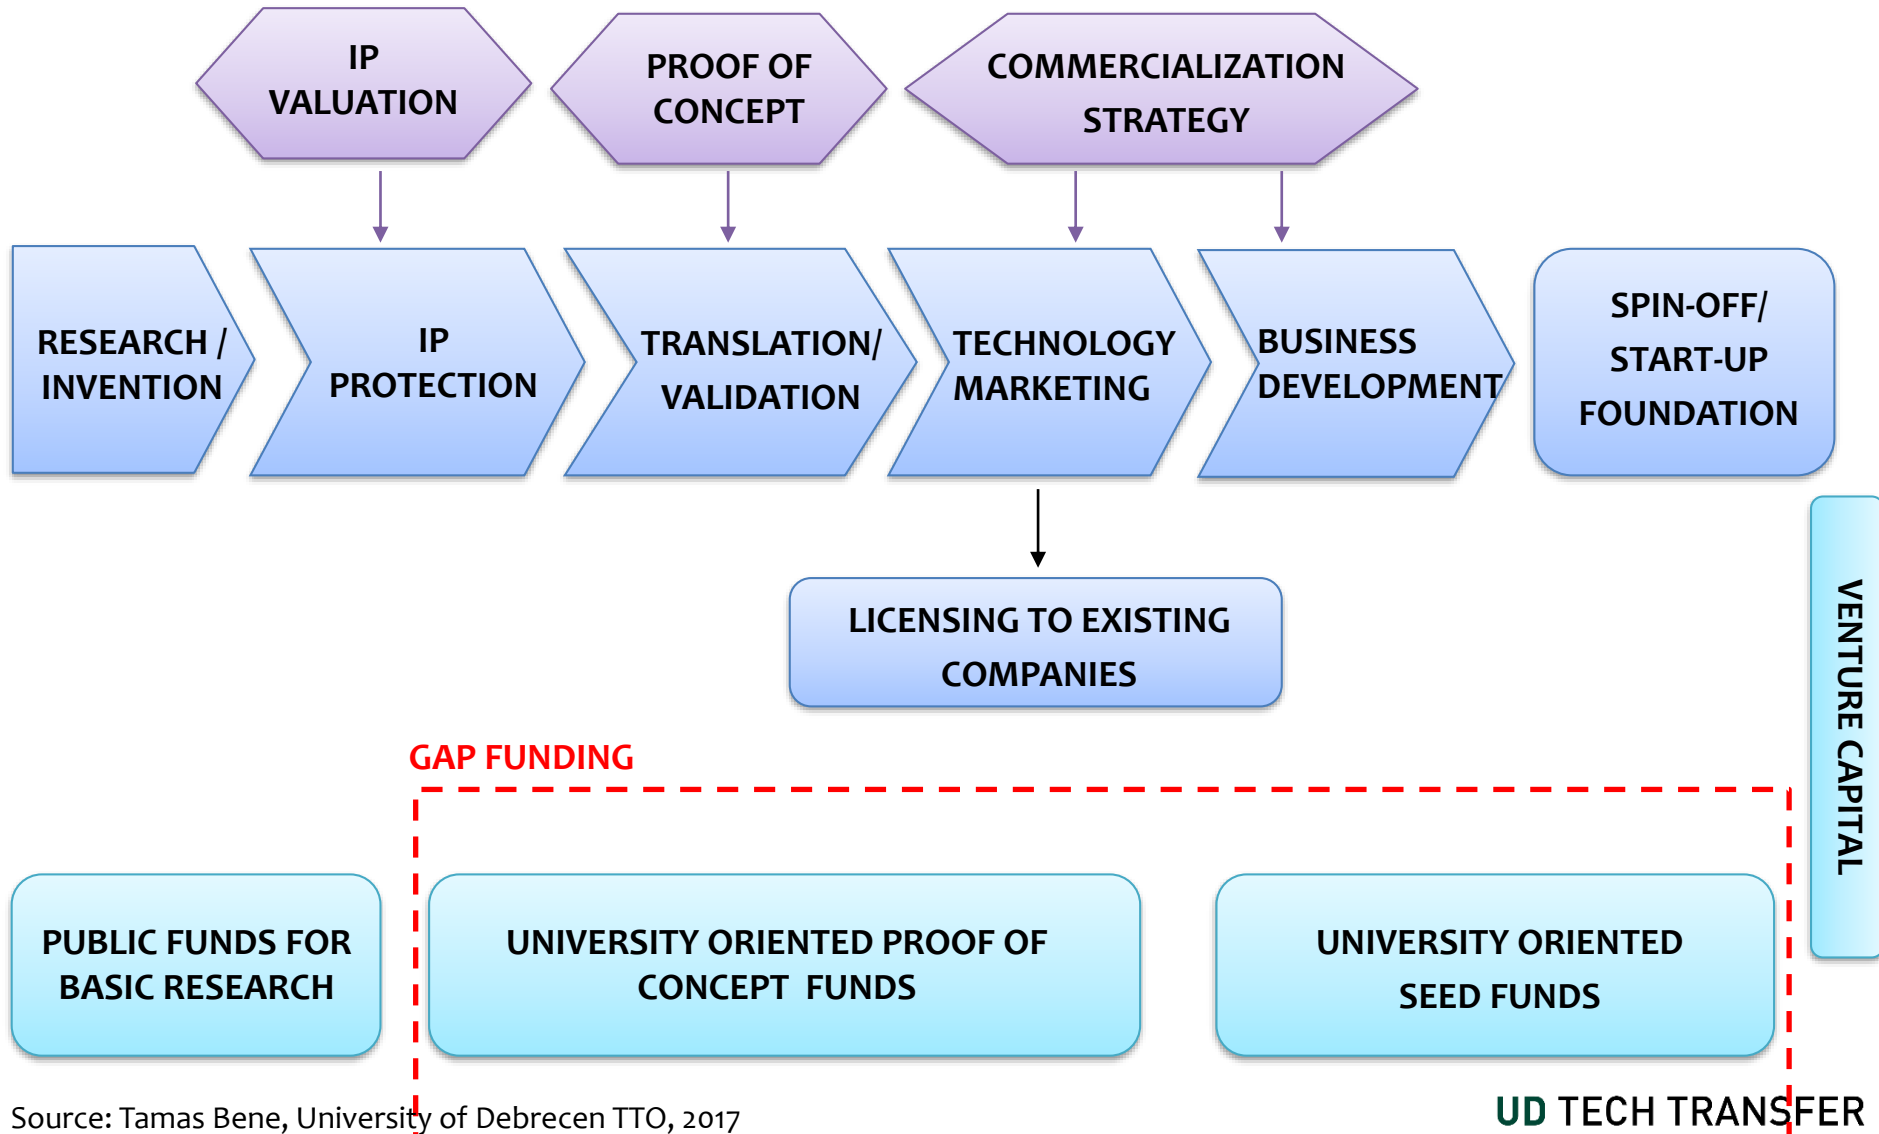 IP
VALUATION
PROOF OF
CONCEPT
COMMERCIALIZATION
STRATEGY
RESEARCH /
INVENTION
IP
PROTECTION
TRANSLATION/
VALIDATION
TECHNOLOGY
MARKETING
BUSINESS
DEVELOPMENT
SPIN-OFF/
START-UP
FOUNDATION
LICENSING TO EXISTING
COMPANIES
VENTURE CAPITAL
GAP FUNDING
PUBLIC FUNDS FOR
BASIC RESEARCH
UNIVERSITY ORIENTED PROOF OF
CONCEPT FUNDS
UNIVERSITY ORIENTED
SEED FUNDS
Source: Tamas Bene, University of Debrecen TTO, 2017
UD TECH TRANSFER